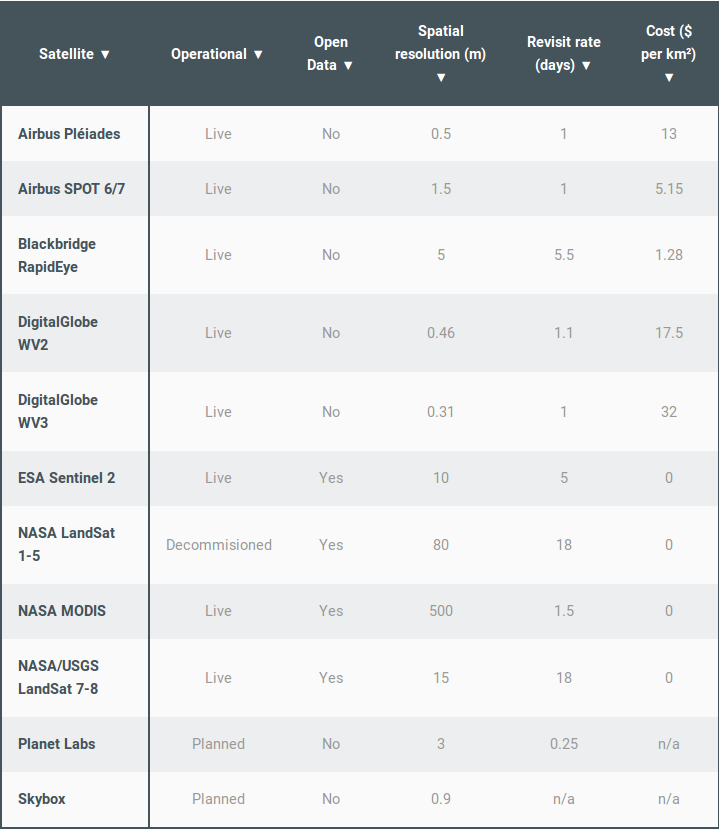 Satellite ▼ Operational ▼ Open Data ▼ Spatial resolution (m) ▼ Revisit rate (days) ▼ Cost ($ per km²) ▼
Airbus Pléiades Live No 0.5 1 13
Airbus SPOT 6/7 Live No 1.5 1 5.15
Blackbridge RapidEye Live No 5 5.5 1.28
DigitalGlobe WV2 Live No 0.46 1.1 17.5
DigitalGlobe WV3 Live No 0.31 1 32
ESA Sentinel 2 Live Yes 10 5 0
NASA LandSat 1-5 Decommisioned Yes 80 18 0
NASA MODIS Live Yes 500 1.5 0
NASA/USGS LandSat 7-8 Live Yes 15 18 0
Planet Labs Planned No 3 0.25 n/a
Skybox Planned No 0.9 n/a n/a